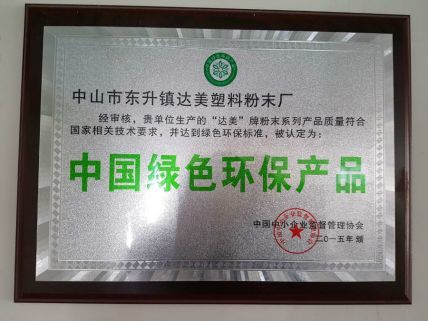 中山市东升镇达美塑料粉末厂
经审核，贵单位生产的“达美”牌粉末系列产品质量符合
国家相关技术要求，并达到绿色环保标准，被认定为：
中国绿色环保产品
中国中小企业监督管理协会
二〇一五年颁